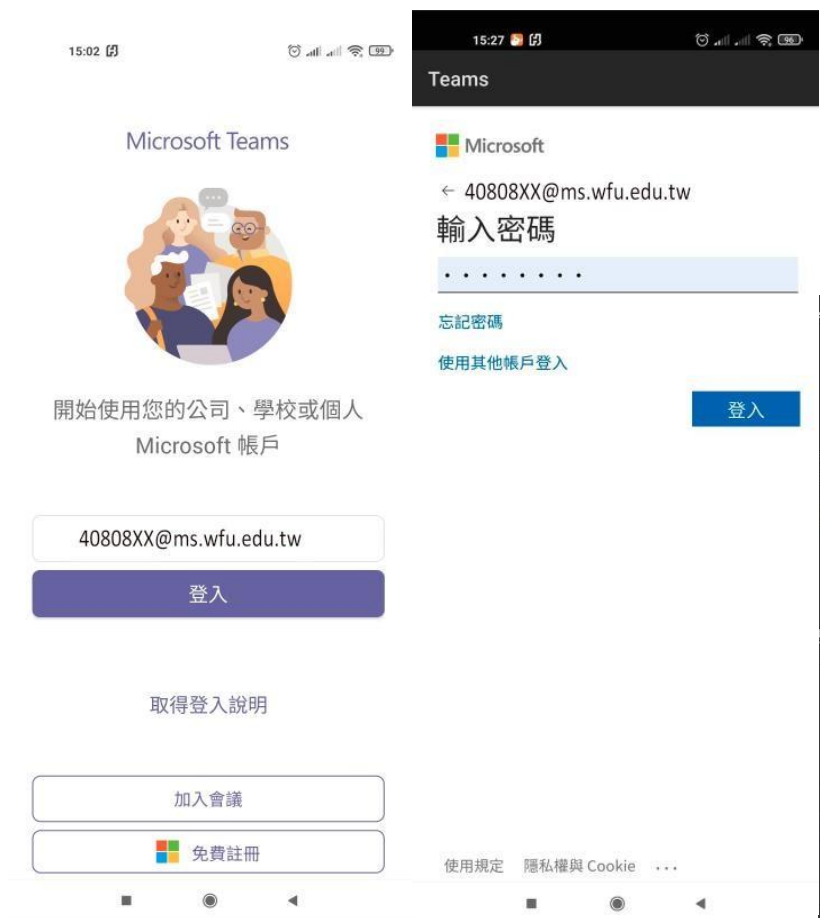 15:02
99
Microsoft Teams
開始使用您的公司、學校或個人
Microsoft 帳戶
40808XX@ms.wfu.edu.tw
登入
取得登入說明
加入會議
免費註冊
15:27
96
Teams
Microsoft
← 40808XX@ms.wfu.edu.tw
輸入密碼
········
忘記密碼
使用其他帳戶登入
登入
使用規定 隱私權與 Cookie ···